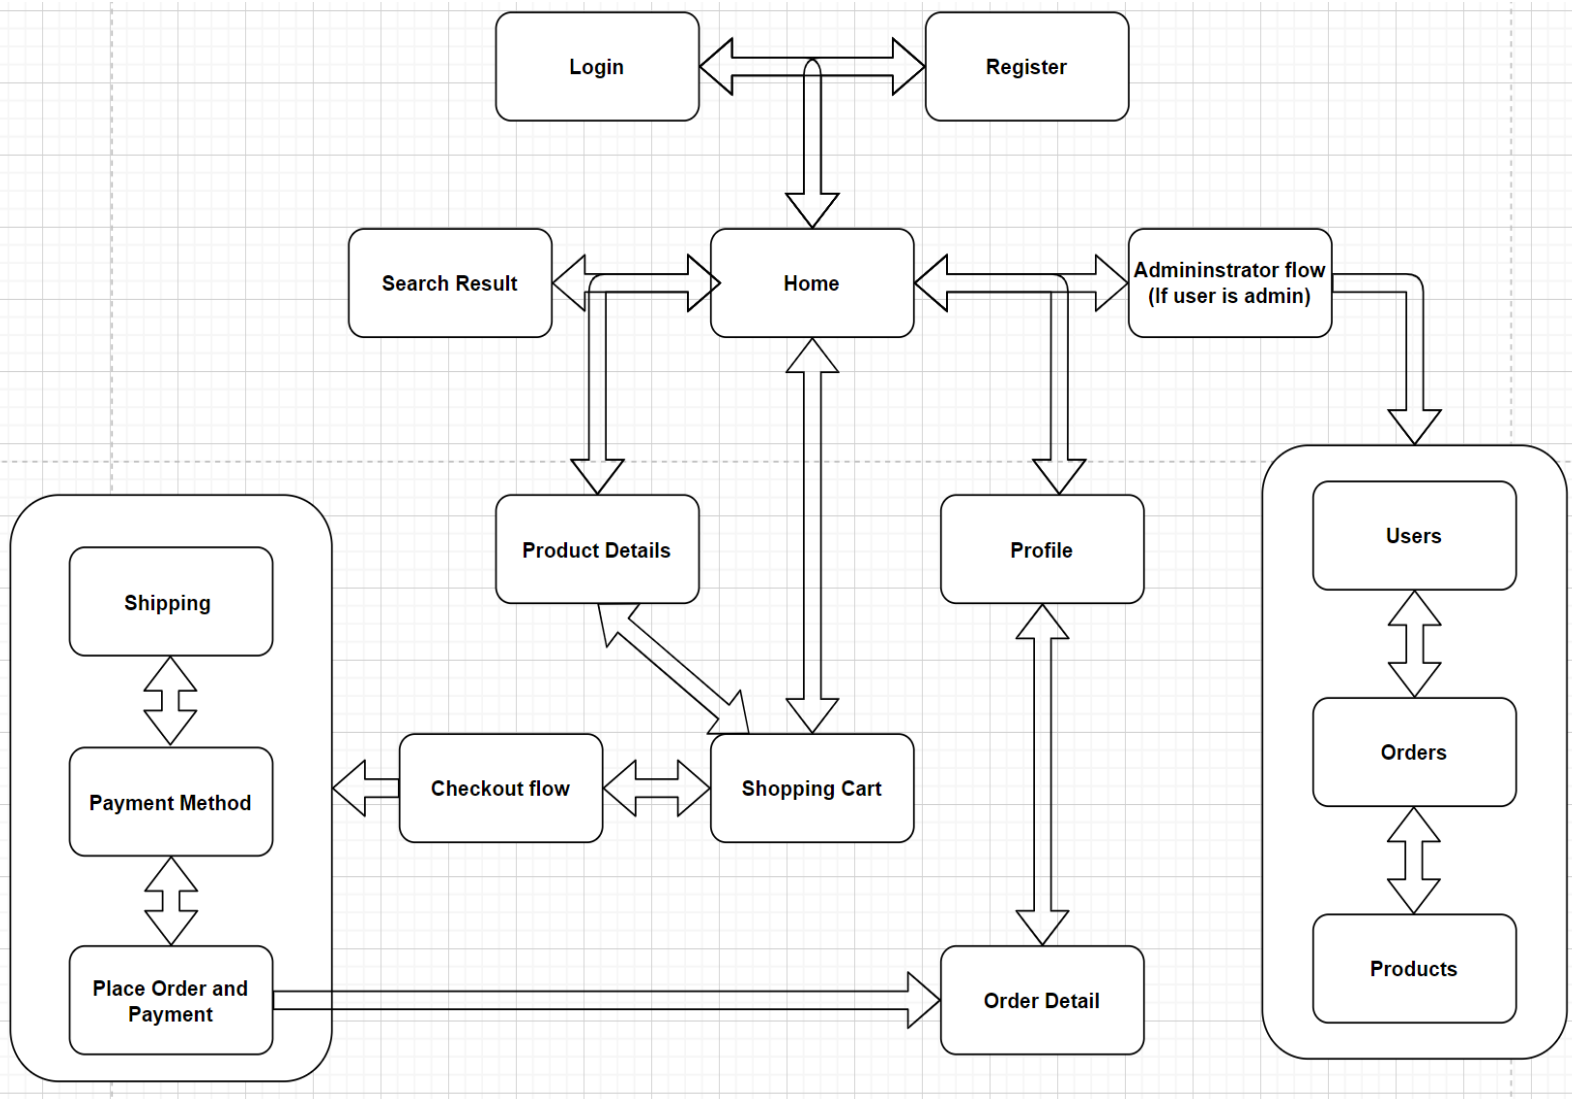 Login
Register
Search Result
Home
Admininstrator flow
(If user is admin)
Product Details
Profile
Users
Shipping
Orders
Payment Method
Checkout flow
Shopping Cart
Products
Place Order and
Payment
Order Detail